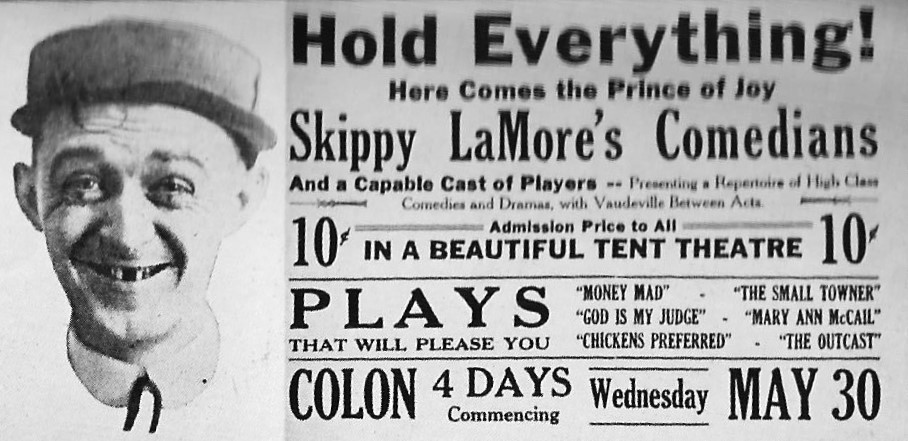 Hold Everything!
Here Comes the Prince of Joy
Skippy LaMore's Comedians
And a Capable Cast of Players -- Presenting a Repertoire of High Class
Comedies and Dramas, with Vaudeville Between Acts.
10¢ Admission Price to All 10¢
IN A BEAUTIFUL TENT THEATRE
PLAYS
THAT WILL PLEASE YOU
"MONEY MAD" - "THE SMALL TOWNER"
"GOD IS MY JUDGE" - "MARY ANN McCAIL"
"CHICKENS PREFERRED" - "THE OUTCAST"
COLON 4 DAYS Commencing Wednesday MAY 30